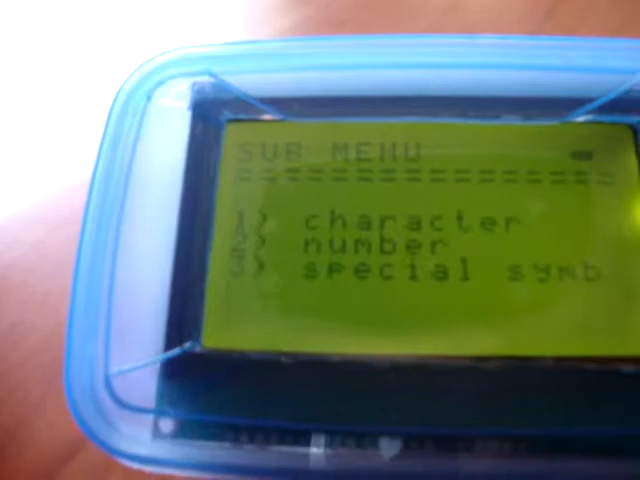 SUB MENU
================
1> character
2> number
3> special symb